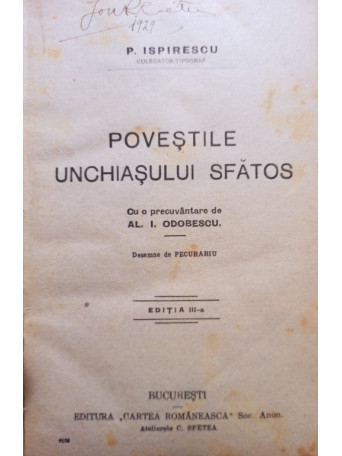 1929
P. ISPIRESCU
CULEGĂTOR-TIPOGRAF
POVEȘTILE
UNCHIAȘULUI SFĂTOS
Cu o precuvântare de
AL. I. ODOBESCU.
Desemne de PECURARIU
EDIȚIA III-a
BUCUREȘTI
EDITURA „CARTEA ROMÂNEASCA" Soc. Anon.
Atelierele C. SFETEA